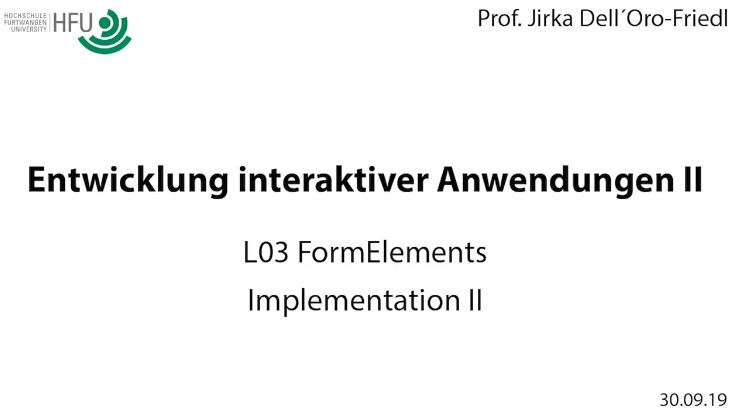 HOCHSCHULE
FURTWANGEN
UNIVERSITY
HFU
Prof. Jirka Dell´Oro-Friedl
Entwicklung interaktiver Anwendungen II
L03 FormElements
Implementation II
30.09.19